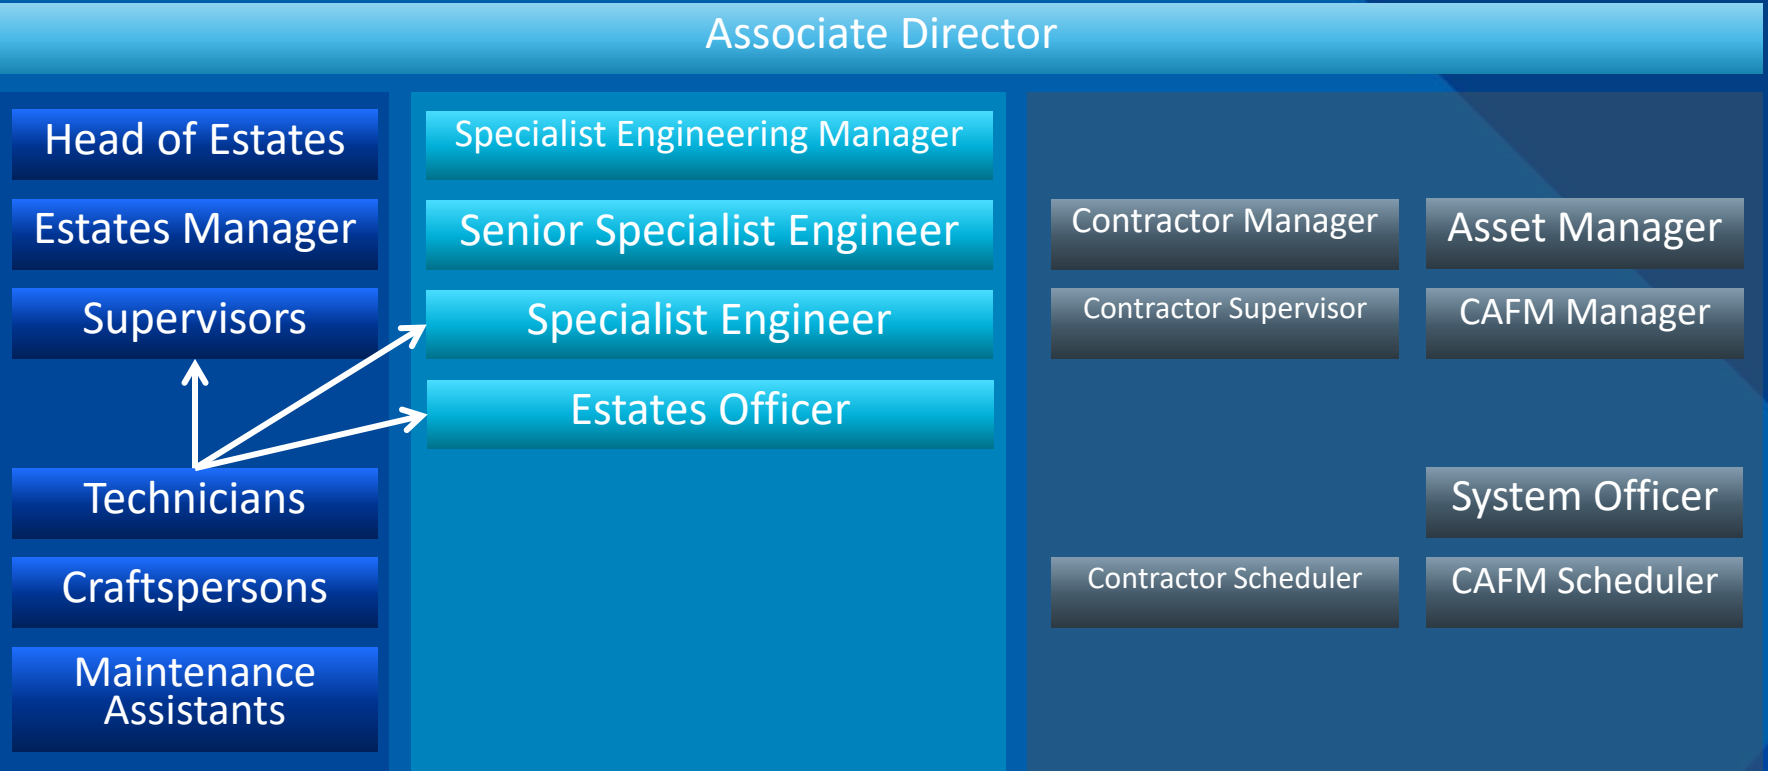 Associate Director
Head of Estates
Estates Manager
Supervisors
Technicians
Craftspersons
Maintenance
Assistants
Specialist Engineering Manager
Senior Specialist Engineer
Specialist Engineer
Estates Officer
Contractor Manager
Contractor Supervisor
Contractor Scheduler
Asset Manager
CAFM Manager
System Officer
CAFM Scheduler